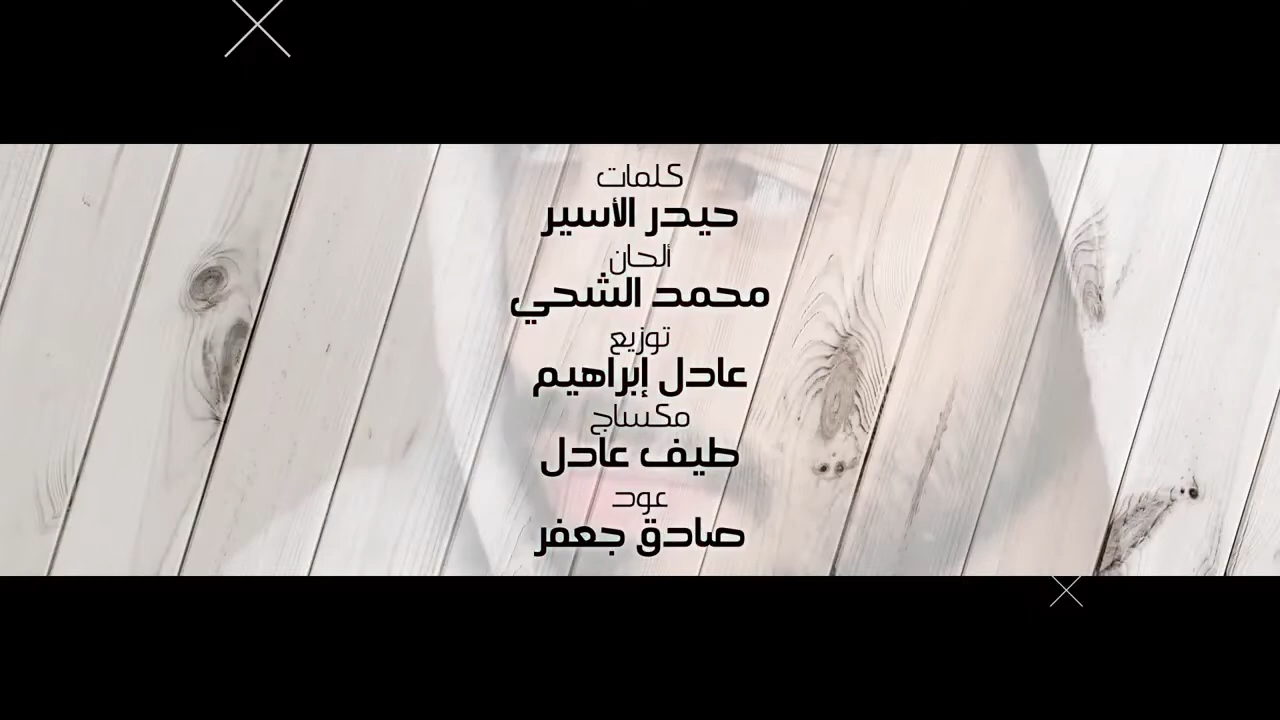 كلمات
حيدر الأسير
ألحان
محمد الشحي
توزيع
عادل إبراهيم
مكساج
طيف عادل
عود
صادق جعفر